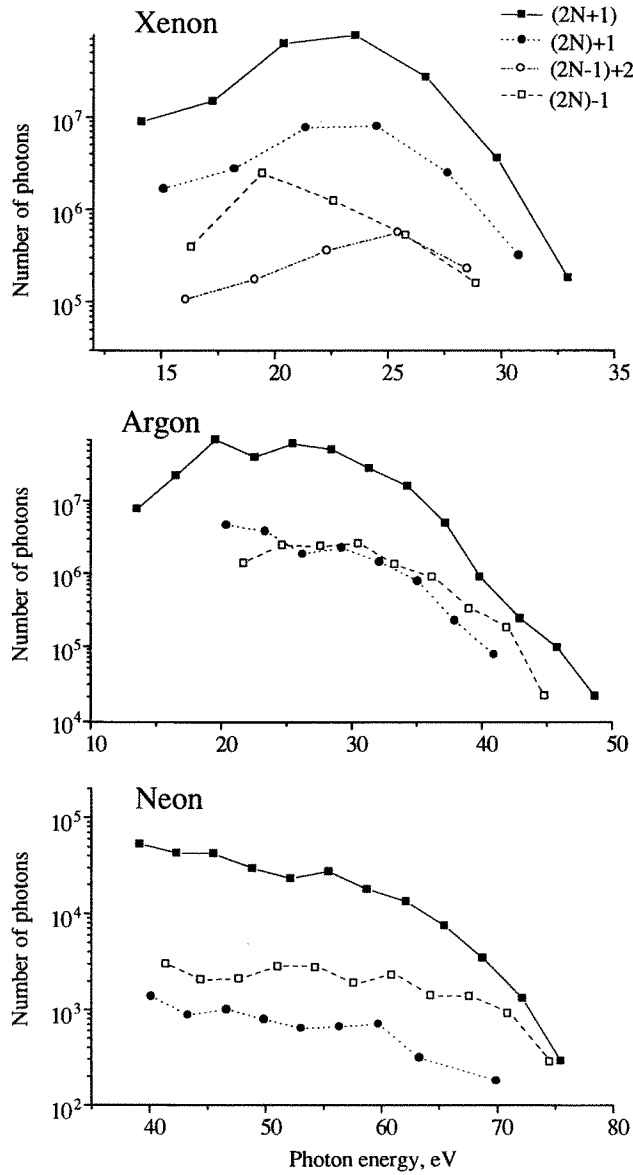 Xenon
(2N+1)
(2N)+1
(2N-1)+2
(2N)-1
Number of photons
10^7
10^6
10^5
15 20 25 30 35
Argon
Number of photons
10^7
10^6
10^5
10^4
10 20 30 40 50
Neon
Number of photons
10^5
10^4
10^3
10^2
40 50 60 70 80
Photon energy, eV